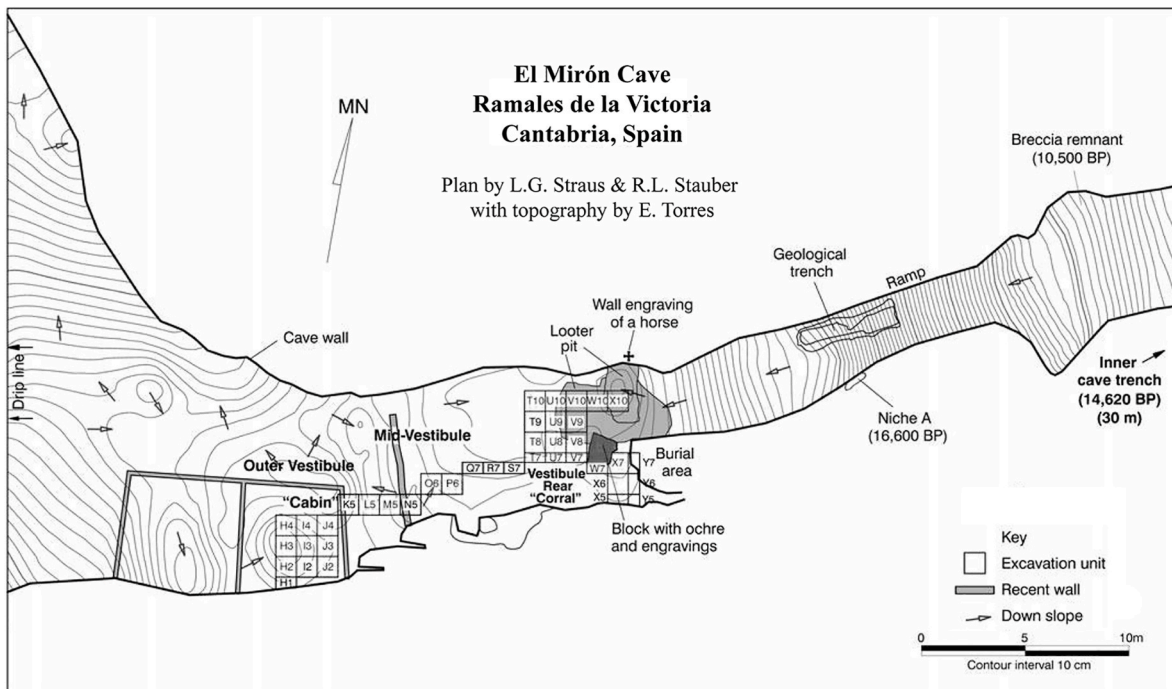 El Mirón Cave
Ramales de la Victoria
Cantabria, Spain
Plan by L.G. Straus & R.L. Stauber
with topography by E. Torres
MN
Breccia remnant
(10,500 BP)
Geological
trench
Ramp
Wall engraving
of a horse
Looter
pit
Cave wall
Drip line
Inner
cave trench
(14,620 BP)
(30 m)
Niche A
(16,600 BP)
T10 U10 V10 W10 X10
T9 U9 V9
T8 U8 V8
T7 U7 V7
W7 X7 Y7
X6 Y6
X5 Y5
Burial
area
Mid-Vestibule
Outer Vestibule
Q7 R7 S7
O6 P6
Vestibule
Rear
"Corral"
"Cabin"
K5 L5 M5 N5
H4 I4 J4
H3 I3 J3
H2 I2 J2
H1
Block with ochre
and engravings
Key
Excavation unit
Recent wall
Down slope
0 5 10m
Contour interval 10 cm